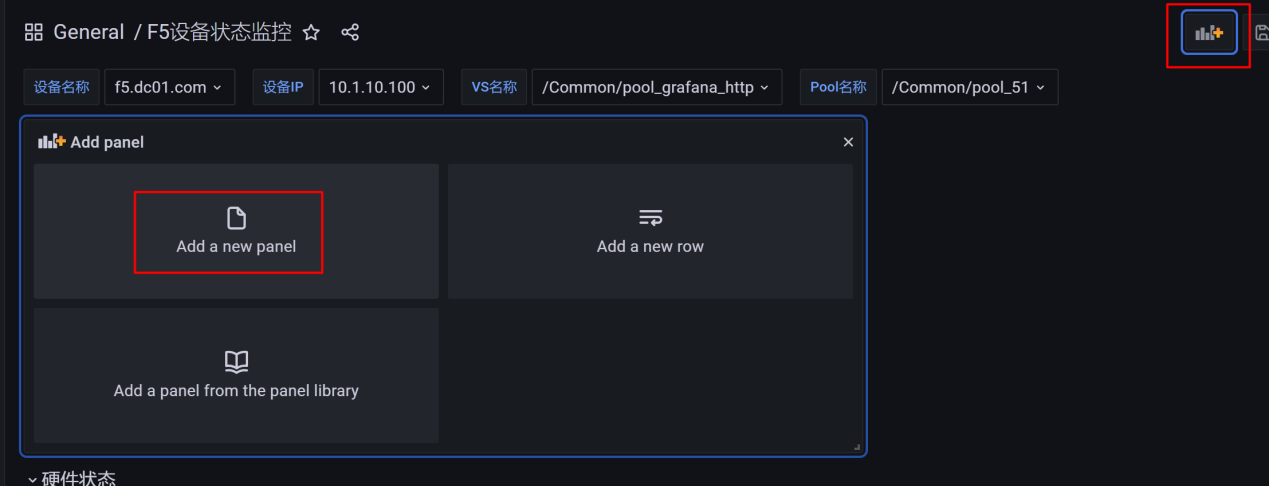 General / F5设备状态监控
设备名称 f5.dc01.com 设备IP 10.1.10.100 VS名称 /Common/pool_grafana_http Pool名称 /Common/pool_51
Add panel
Add a new panel
Add a new row
Add a panel from the panel library
硬件状态